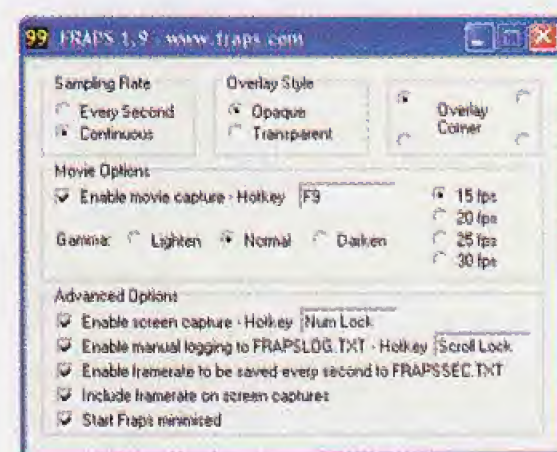 99 FRAPS 1.9 - www.fraps.com
Sampling Rate
Every Second
Continuous
Overlay Style
Opaque
Transparent
Overlay
Corner
Movie Options
Enable movie capture - Hotkey F9
Gamma: Lighten Normal Darken
15 fps
20 fps
25 fps
30 fps
Advanced Options
Enable screen capture - Hotkey Num Lock
Enable manual logging to FRAPSLOG.TXT - Hotkey Scroll Lock
Enable framerate to be saved every second to FRAPSSEC.TXT
Include framerate on screen captures
Start Fraps minimised